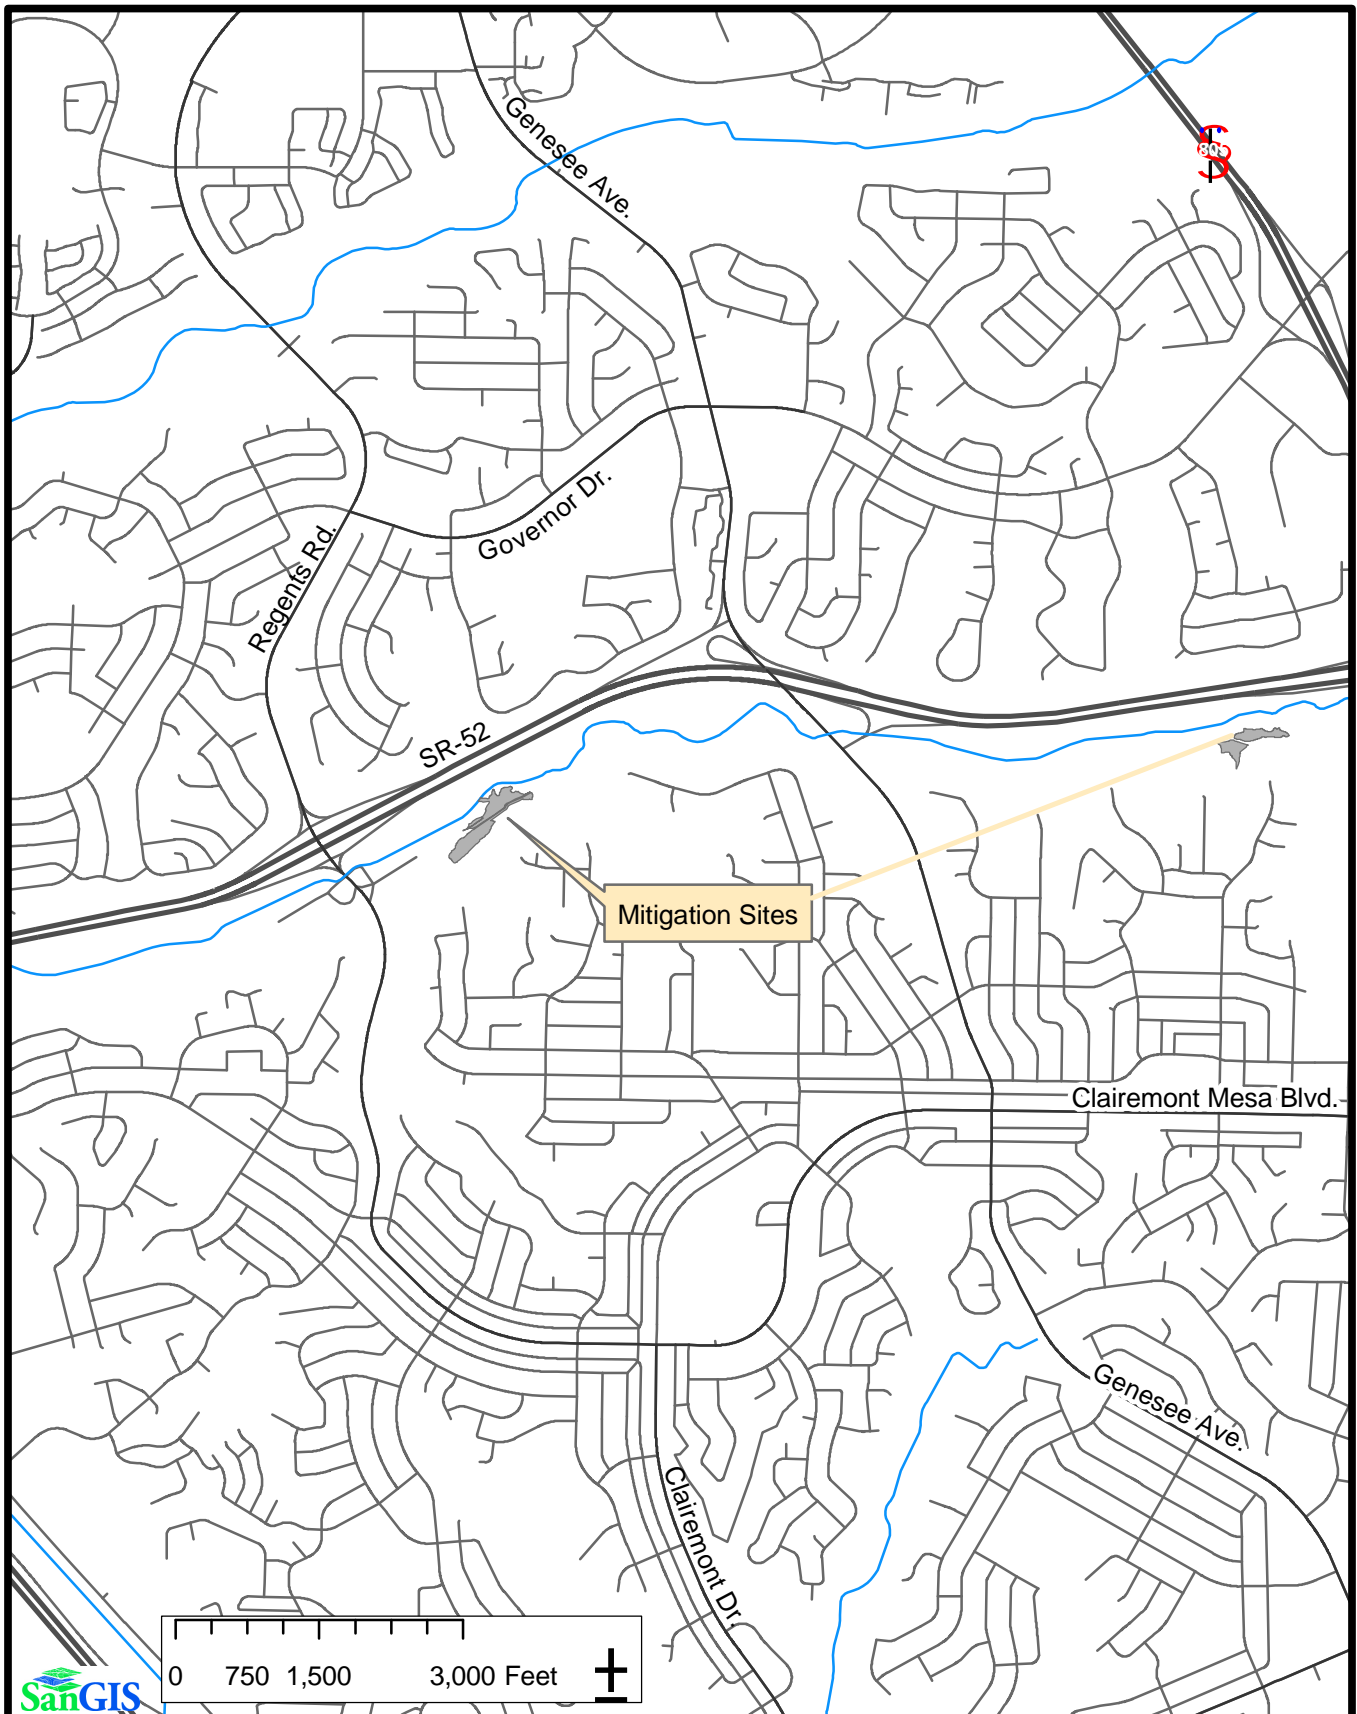 Genesee Ave.
805
Governor Dr.
Regents Rd.
SR-52
Mitigation Sites
Clairemont Mesa Blvd.
Genesee Ave.
Clairemont Dr.
0 750 1,500 3,000 Feet
SanGIS